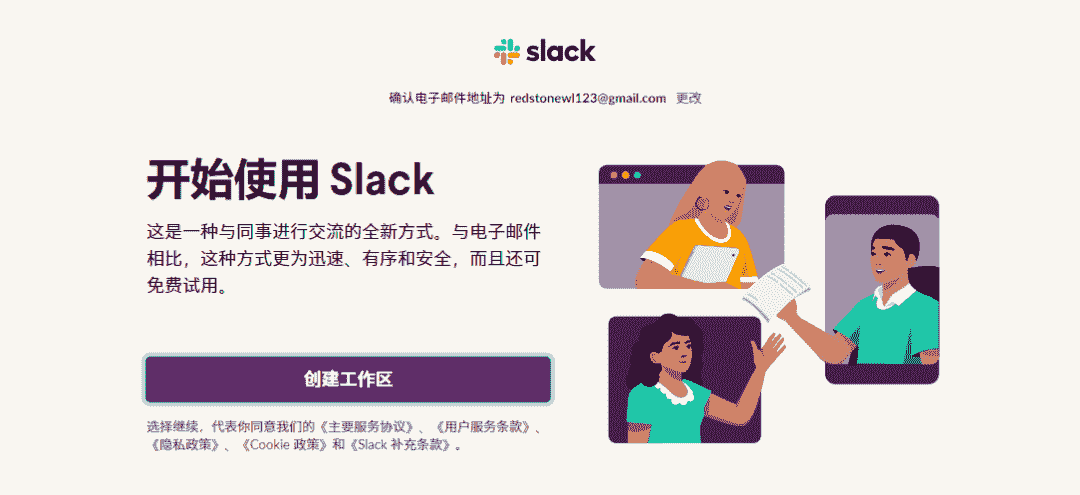 slack
确认电子邮件地址为 redstonewl123@gmail.com 更改
开始使用 Slack
这是一种与同事进行交流的全新方式。与电子邮件
相比，这种方式更为迅速、有序和安全，而且还可
免费试用。
创建工作区
选择继续，代表你同意我们的《主要服务协议》、《用户服务条款》、
《隐私政策》、《Cookie 政策》和《Slack 补充条款》。